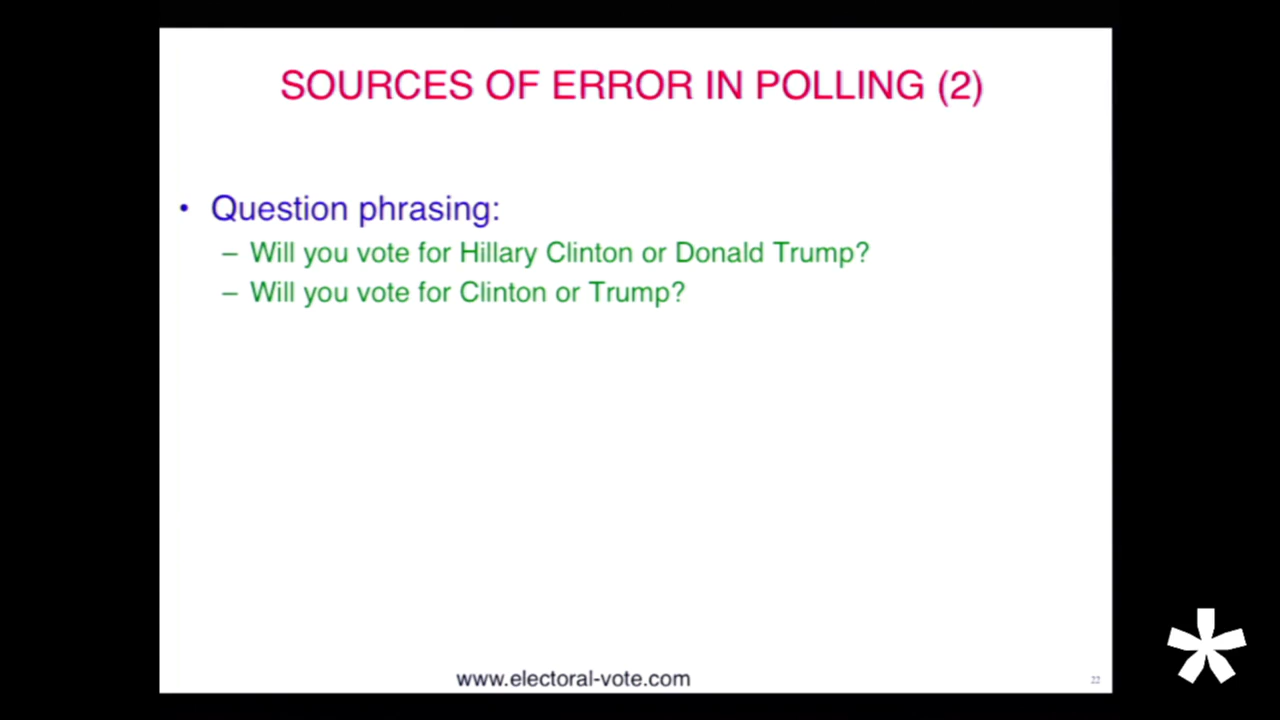 SOURCES OF ERROR IN POLLING (2)
• Question phrasing:
– Will you vote for Hillary Clinton or Donald Trump?
– Will you vote for Clinton or Trump?
www.electoral-vote.com
22